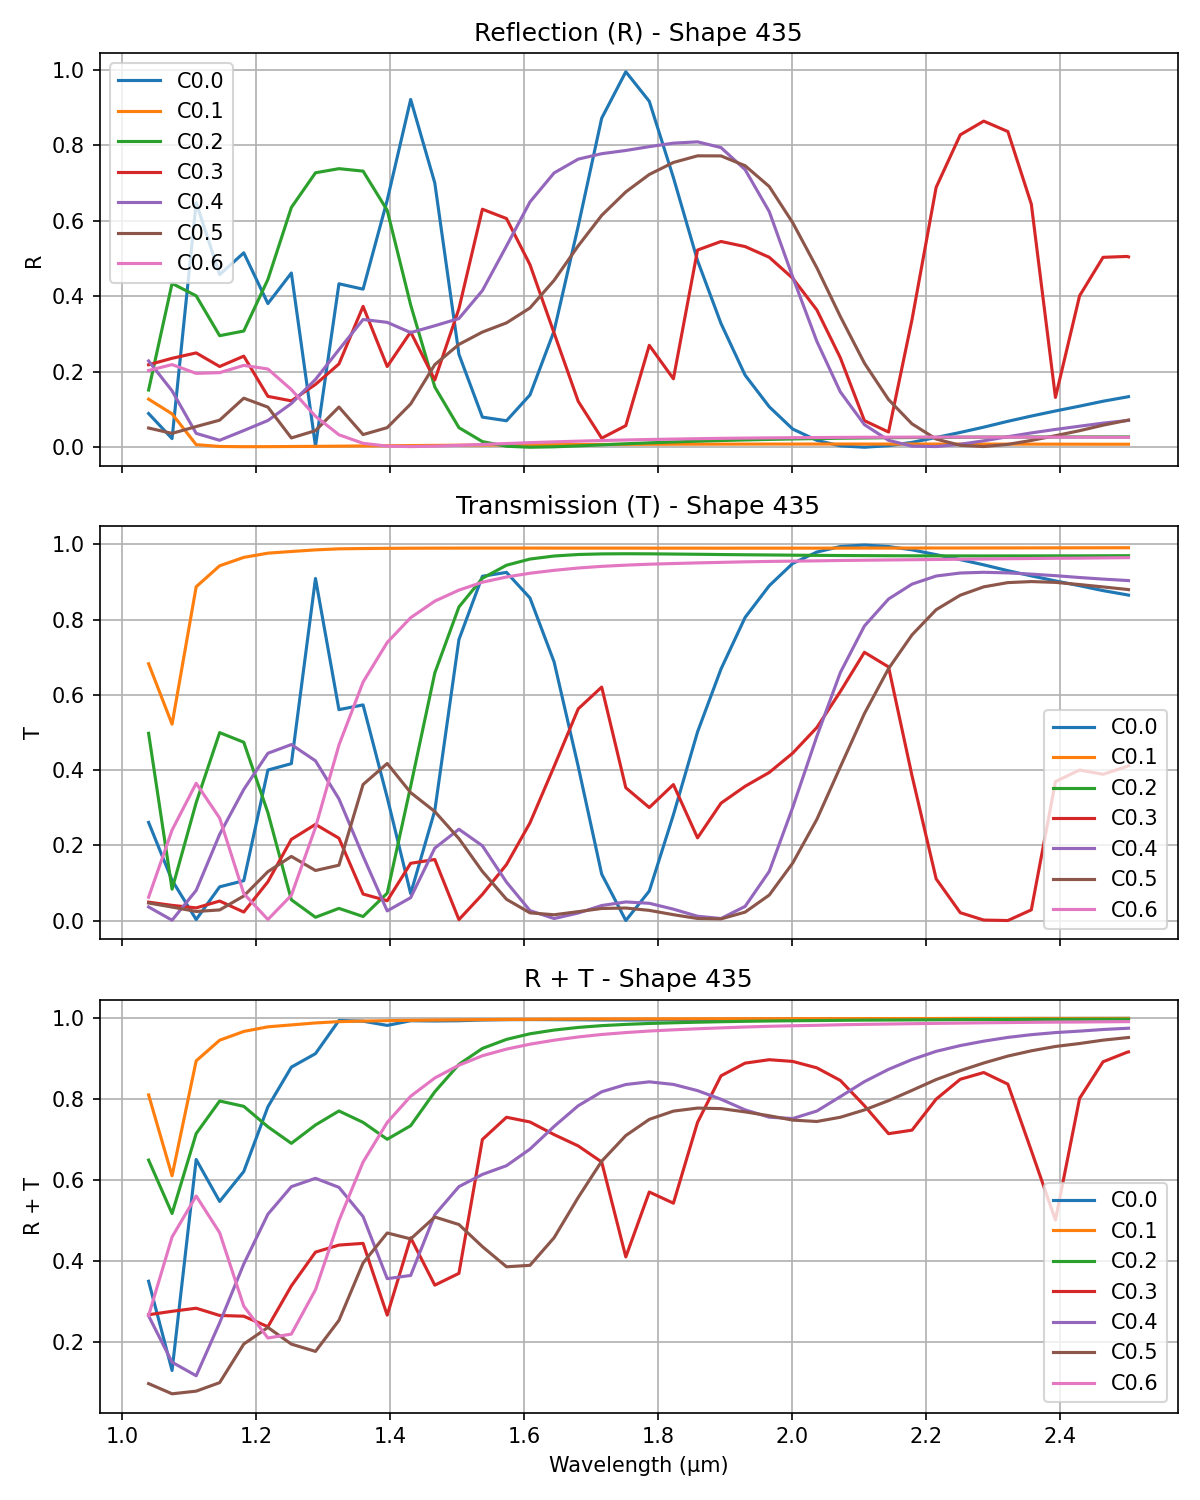 Reflection (R) - Shape 435
1.0
0.8
0.6
0.4
0.2
0.0
R
C0.0
C0.1
C0.2
C0.3
C0.4
C0.5
C0.6
Transmission (T) - Shape 435
1.0
0.8
0.6
0.4
0.2
0.0
T
C0.0
C0.1
C0.2
C0.3
C0.4
C0.5
C0.6
R + T - Shape 435
1.0
0.8
0.6
0.4
0.2
R + T
C0.0
C0.1
C0.2
C0.3
C0.4
C0.5
C0.6
1.0 1.2 1.4 1.6 1.8 2.0 2.2 2.4
Wavelength (μm)